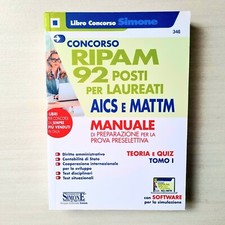 Libro Concorso Simone
348
CONCORSO
RIPAM
92 POSTI
PER LAUREATI
AICS E MATTM
MANUALE
DI PREPARAZIONE PER LA
PROVA PRESELETTIVA
TEORIA E QUIZ
TOMO I
• Diritto amministrativo
• Contabilità di Stato
• Cooperazione internazionale
per lo sviluppo
• Test disciplinari
• Test situazionali
EDIZIONI
SIMONE
con SOFTWARE
per la simulazione